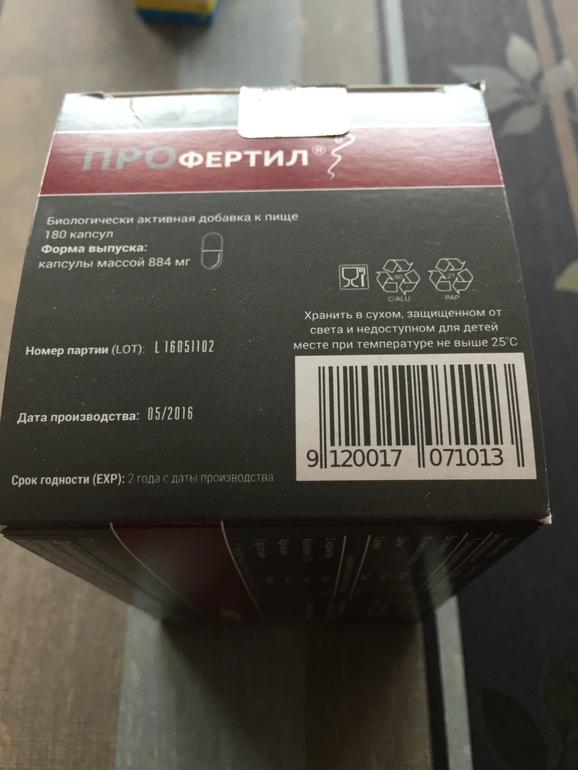 ПРОФЕРТИЛ®
Биологически активная добавка к пище
180 капсул
Форма выпуска:
капсулы массой 884 мг
90
C/ALU
21
PAP
Хранить в сухом, защищенном от
света и недоступном для детей
месте при температуре не выше 25°C
Номер партии (LOT): L 16051102
Дата производства: 05/2016
Срок годности (EXP): 2 года с даты производства
9 120017 071013